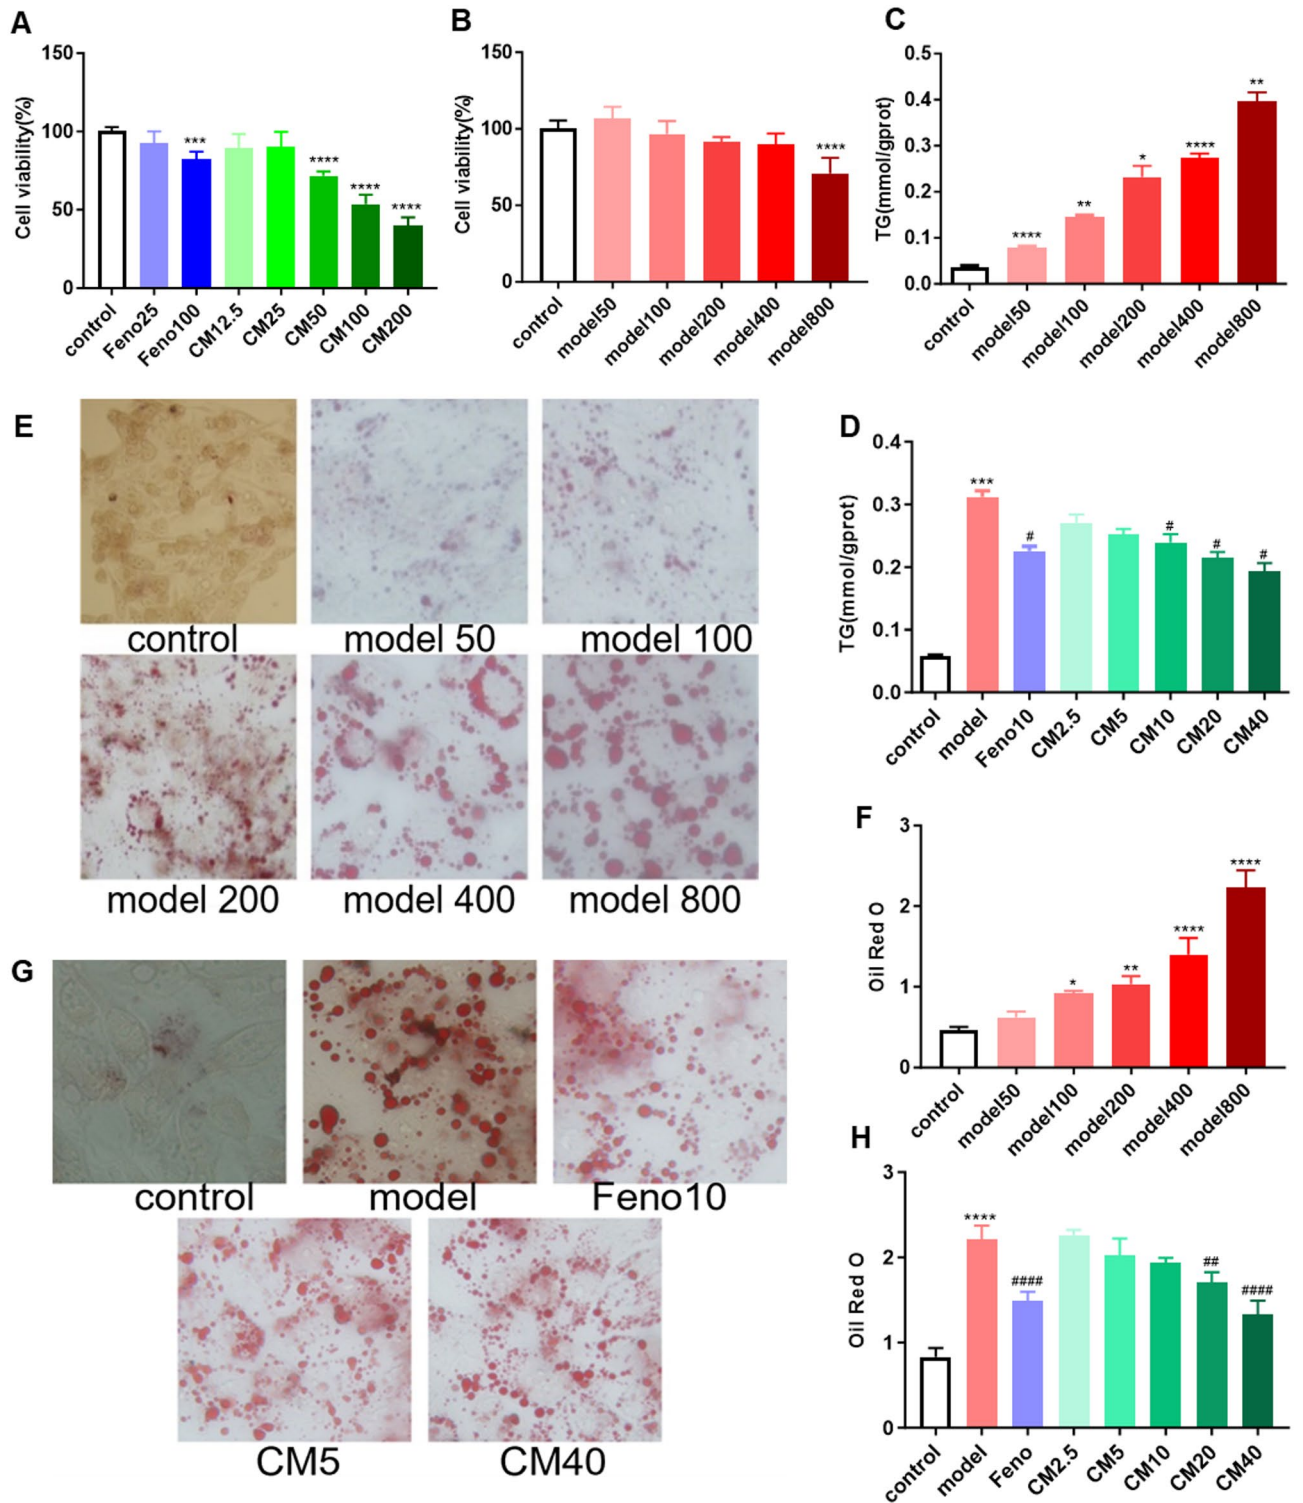 A
Cell viability(%)
150
100
50
0
***
****
****
****
control
Feno25
Feno100
CM12.5
CM25
CM50
CM100
CM200
B
Cell viability(%)
150
100
50
0
****
control
model50
model100
model200
model400
model800
C
TG(mmol/gprot)
0.5
0.4
0.3
0.2
0.1
0.0
****
**
*
****
**
control
model50
model100
model200
model400
model800
E
control
model 50
model 100
model 200
model 400
model 800
D
TG(mmol/gprot)
0.4
0.3
0.2
0.1
0.0
***
#
#
#
#
control
model
Feno10
CM2.5
CM5
CM10
CM20
CM40
F
Oil Red O
3
2
1
0
*
**
****
****
control
model50
model100
model200
model400
model800
G
control
model
Feno10
CM5
CM40
H
Oil Red O
3
2
1
0
****
####
##
####
control
model
Feno
CM2.5
CM5
CM10
CM20
CM40